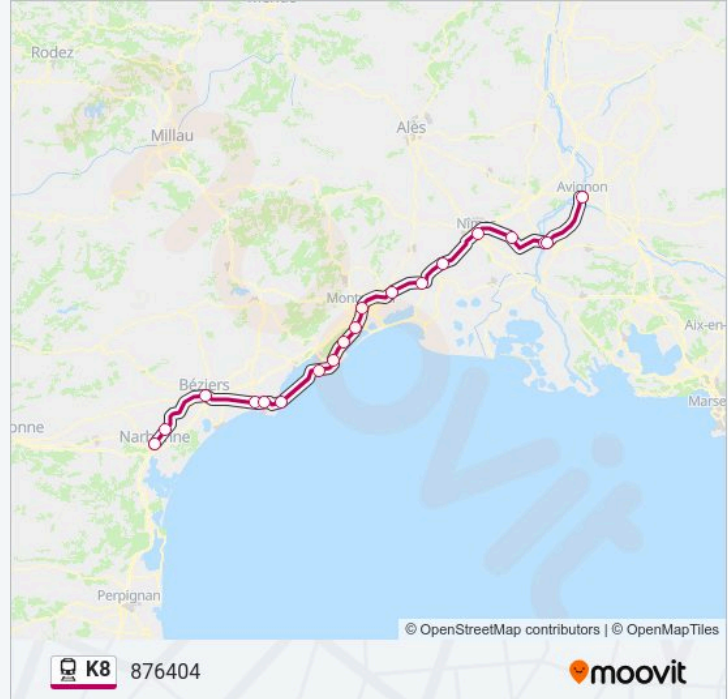 Rodez
Millau
Alès
Avignon
Nîm
Mont
Aix-en-
Béziers
Marse
onne
Narbonne
Perpignan
© OpenStreetMap contributors | © OpenMapTiles
K8 876404 moovit